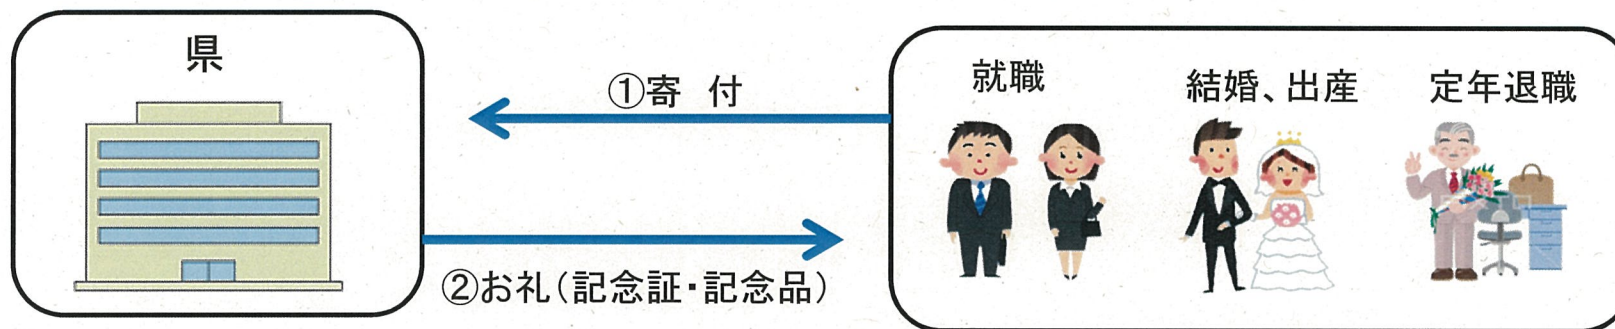 県
①寄　付
②お礼（記念証・記念品）
就職
結婚、出産
定年退職